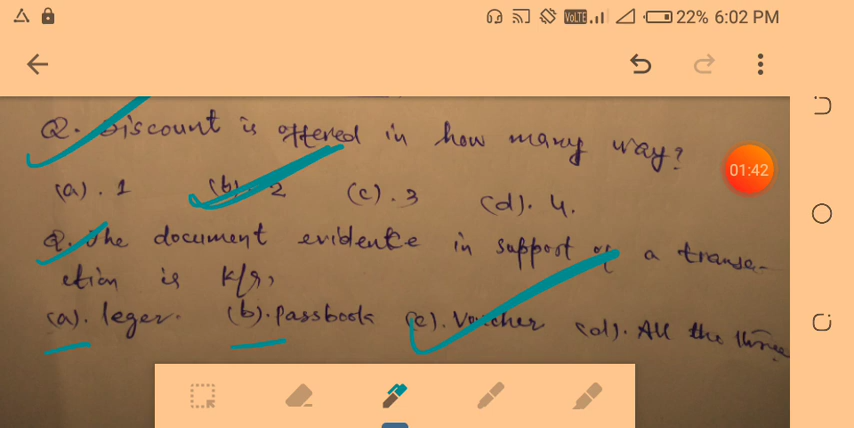 VoLTE 22% 6:02 PM
Q. Discount is offered in how many way?
01:42
(a). 1 (b). 2 (c). 3 (d). 4.
Q. The document evidence in support of a transa-
ction is k/s,
(a). leger. (b). passbook (c). Voucher (d). All the three